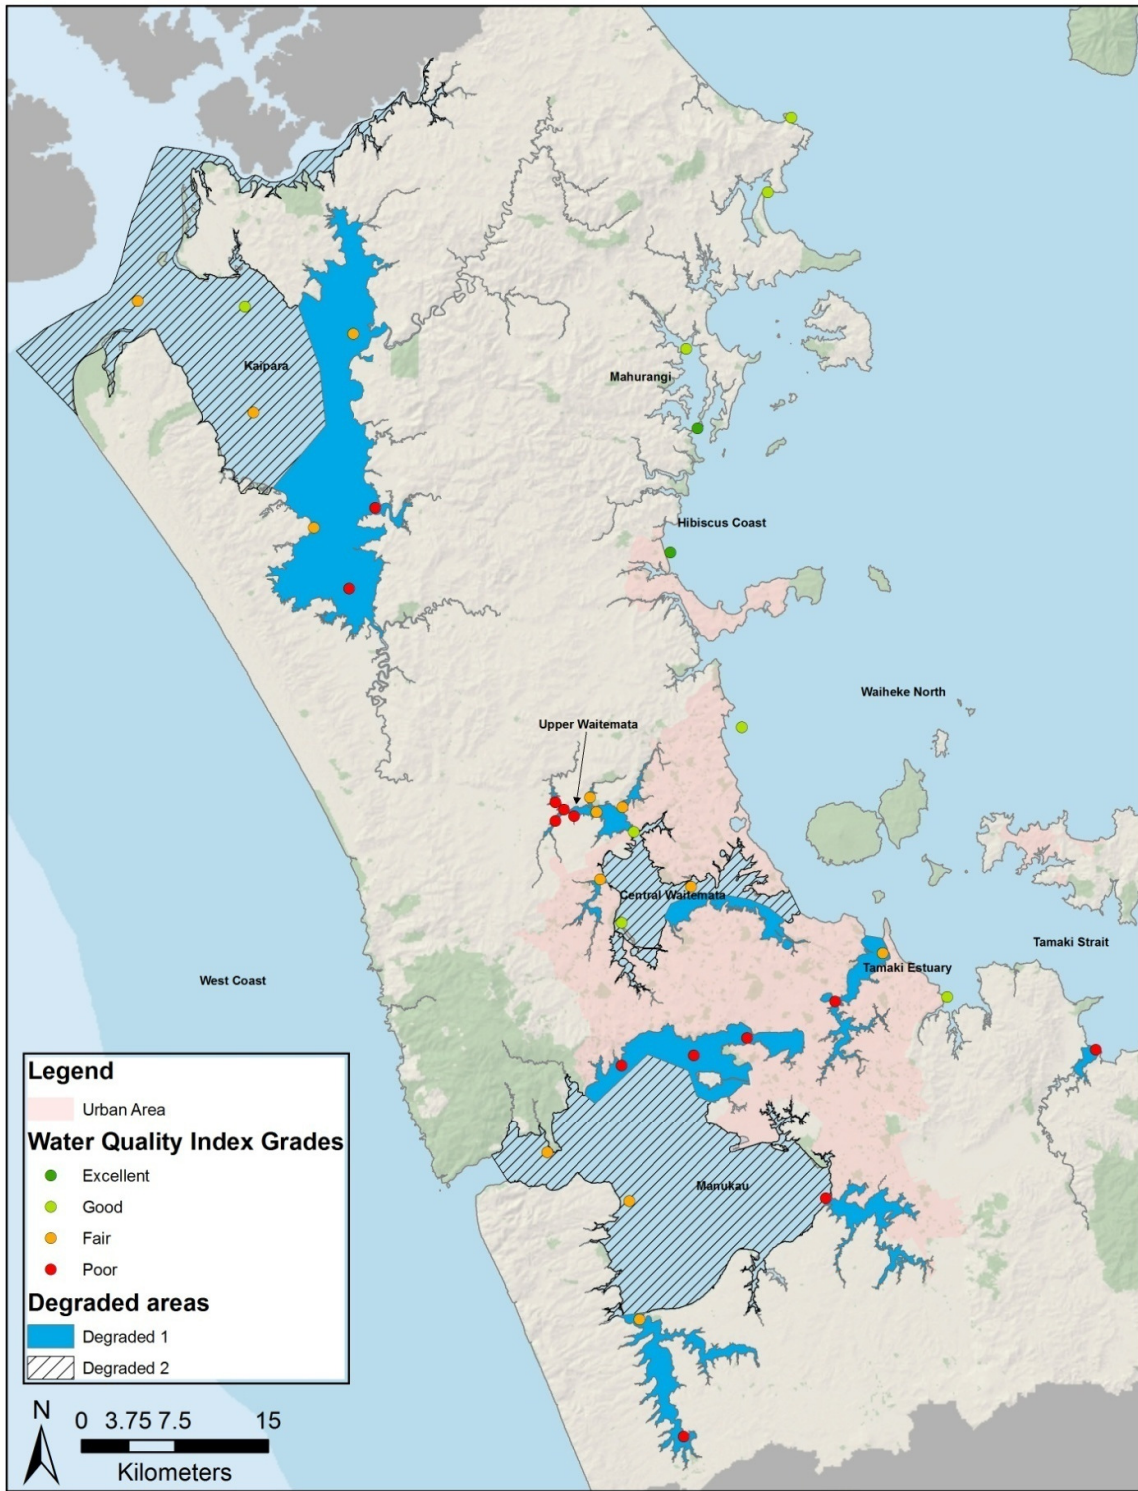 Kaipara
Mahurangi
Hibiscus Coast
Waiheke North
Upper Waitemata
Central Waitemata
Tamaki Strait
Tamaki Estuary
West Coast
Manukau
Legend
Urban Area
Water Quality Index Grades
Excellent
Good
Fair
Poor
Degraded areas
Degraded 1
Degraded 2
N
0 3.75 7.5 15
Kilometers